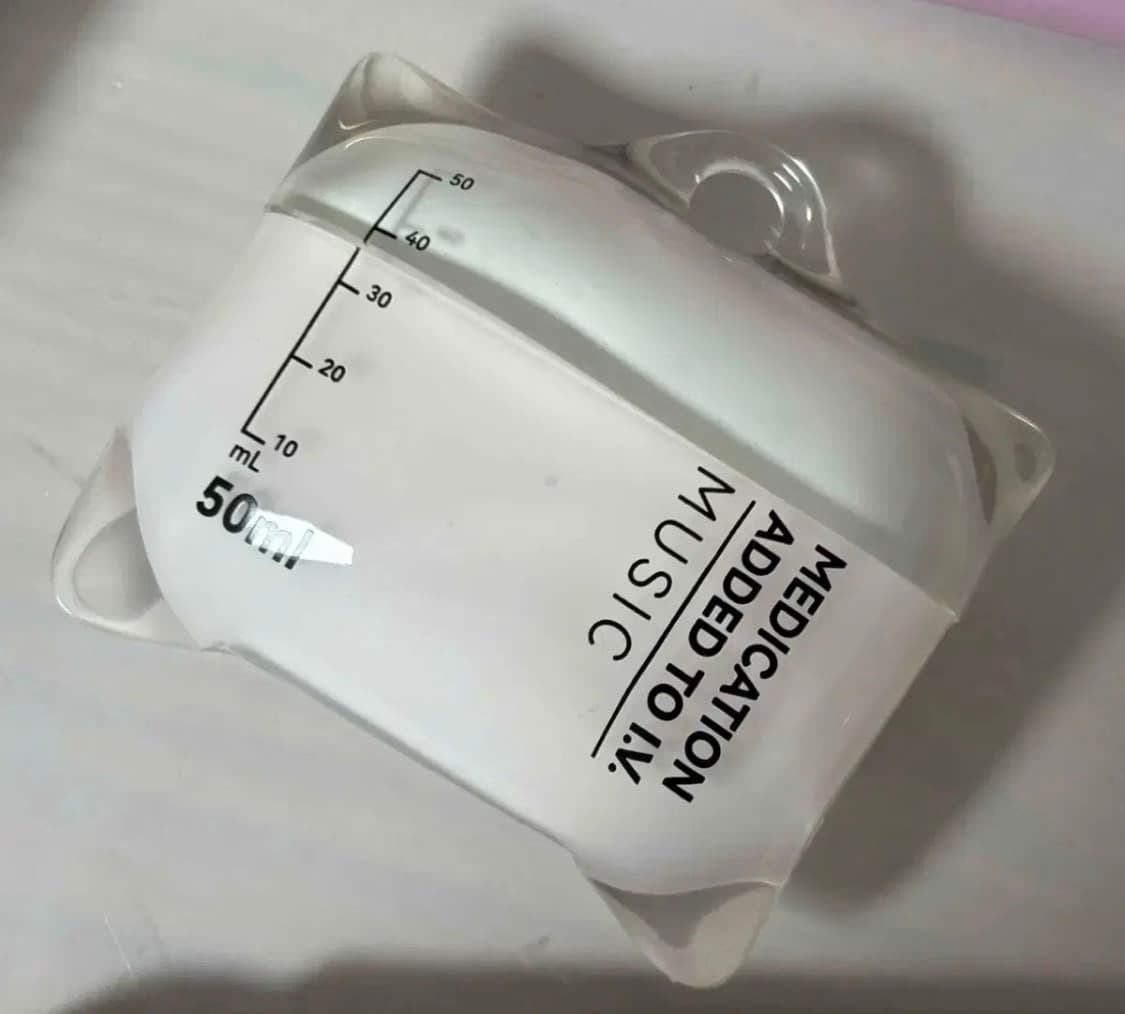 50
40
30
20
10
mL
50ml
MEDICATION
ADDED TO I.V.
MUSIC